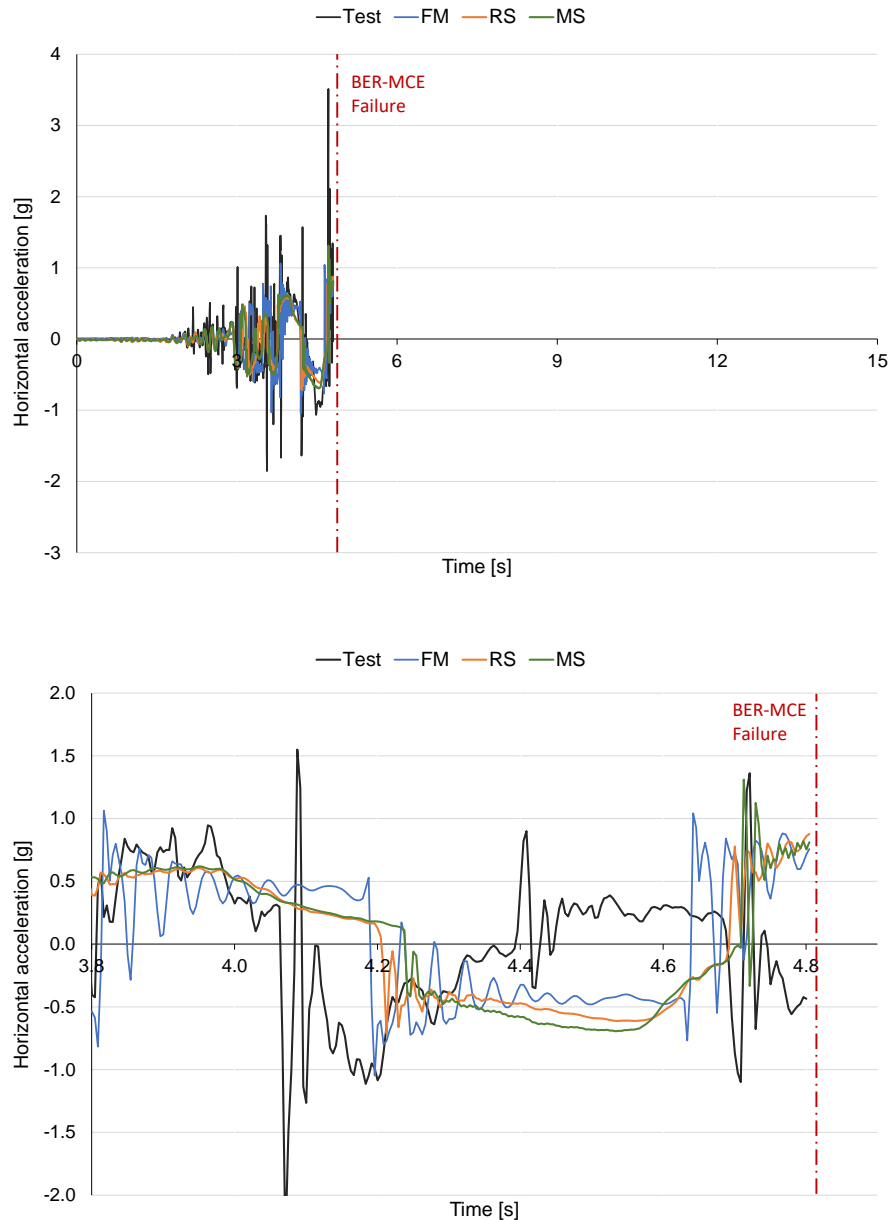 Test FM RS MS
4
3
2
1
0
-1
-2
-3
0 3 6 9 12 15
Horizontal acceleration [g]
Time [s]
BER-MCE
Failure
Test FM RS MS
2.0
1.5
1.0
0.5
0.0
-0.5
-1.0
-1.5
-2.0
3.8 4.0 4.2 4.4 4.6 4.8
Horizontal acceleration [g]
Time [s]
BER-MCE
Failure